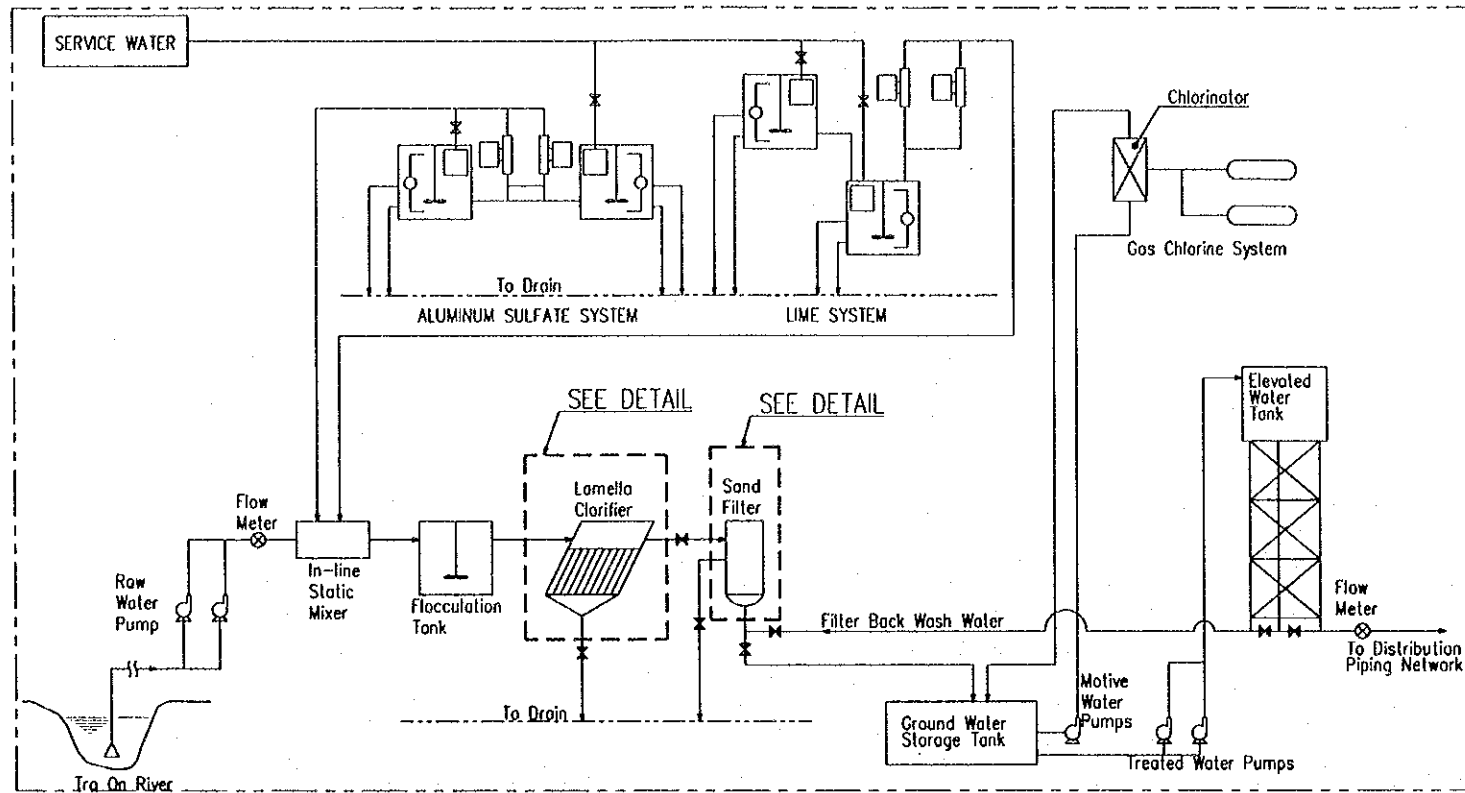 SERVICE WATER
Chlorinator
Gas Chlorine System
To Drain
ALUMINUM SULFATE SYSTEM
LIME SYSTEM
SEE DETAIL
SEE DETAIL
Elevated
Water
Tank
Lamella
Clarifier
Sand
Filter
Flow
Meter
Raw
Water
Pump
In-line
Static
Mixer
Flocculation
Tank
Filter Back Wash Water
Flow
Meter
To Distribution
Piping Network
Motive
Water
Pumps
To Drain
Ground Water
Storage Tank
Treated Water Pumps
Tra On River